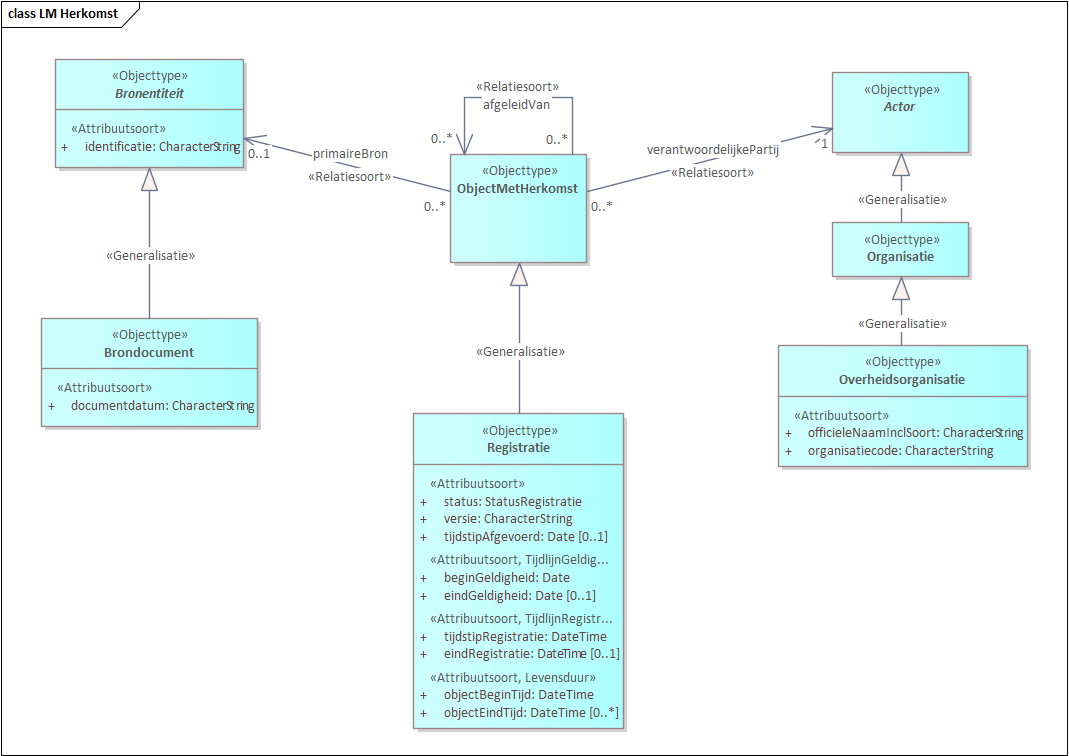 class LM Herkomst
«Objecttype»
Bronentiteit
«Attribuutsoort»
+ identificatie: CharacterString
«Relatiesoort»
afgeleidVan
0..*
0..*
«Objecttype»
Actor
0..1
primaireBron
«Relatiesoort»
0..*
«Objecttype»
ObjectMetHerkomst
verantwoordelijkePartij
«Relatiesoort»
1
0..*
«Generalisatie»
«Objecttype»
Organisatie
«Generalisatie»
«Generalisatie»
«Objecttype»
Brondocument
«Attribuutsoort»
+ documentdatum: CharacterString
«Generalisatie»
«Objecttype»
Overheidsorganisatie
«Attribuutsoort»
+ officieleNaamInclSoort: CharacterString
+ organisatiecode: CharacterString
«Objecttype»
Registratie
«Attribuutsoort»
+ status: StatusRegistratie
+ versie: CharacterString
+ tijdstipAfgevoerd: Date [0..1]
«Attribuutsoort, TijdlijnGeldig...
+ beginGeldigheid: Date
+ eindGeldigheid: Date [0..1]
«Attribuutsoort, TijdlijnRegistr...
+ tijdstipRegistratie: DateTime
+ eindRegistratie: DateTime [0..1]
«Attribuutsoort, Levensduur»
+ objectBeginTijd: DateTime
+ objectEindTijd: DateTime [0..*]